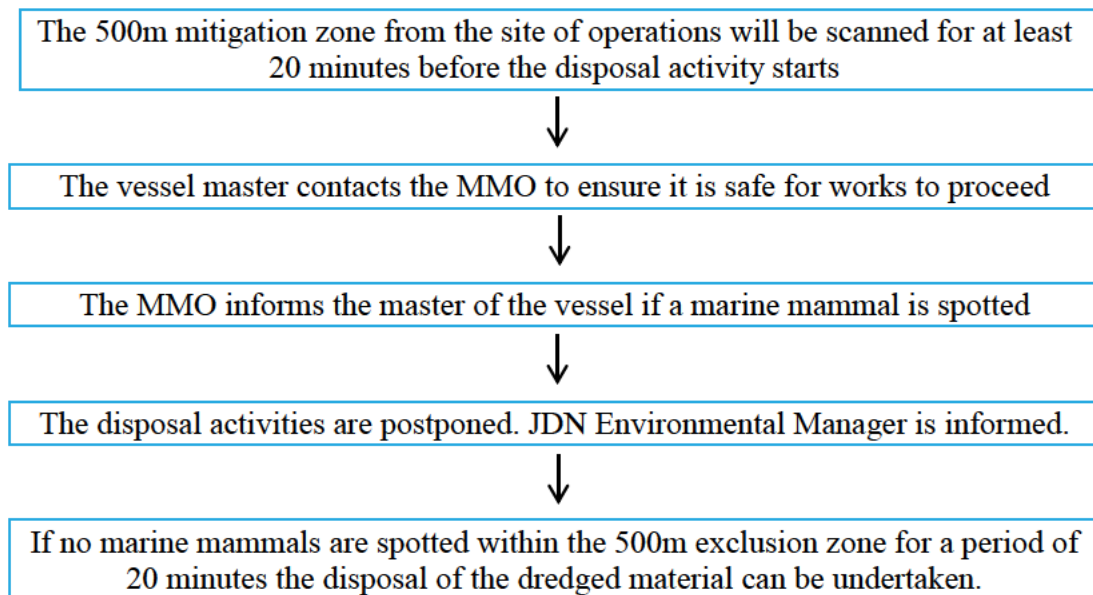 The 500m mitigation zone from the site of operations will be scanned for at least
20 minutes before the disposal activity starts
The vessel master contacts the MMO to ensure it is safe for works to proceed
The MMO informs the master of the vessel if a marine mammal is spotted
The disposal activities are postponed. JDN Environmental Manager is informed.
If no marine mammals are spotted within the 500m exclusion zone for a period of
20 minutes the disposal of the dredged material can be undertaken.